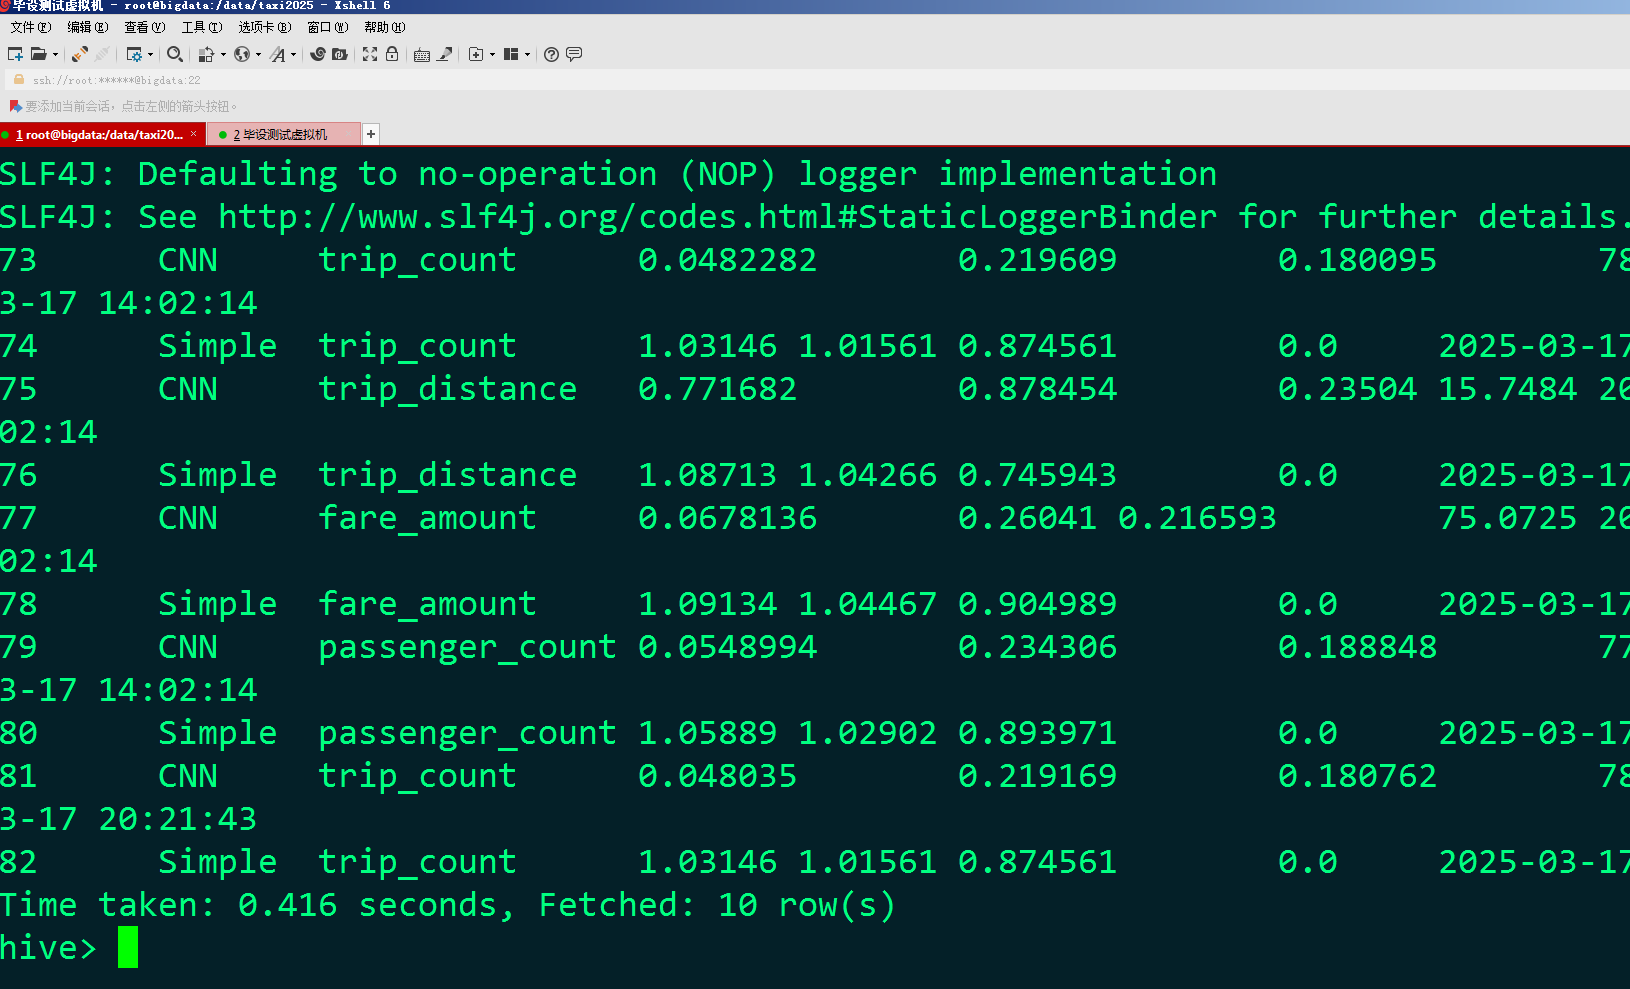 毕设测试虚拟机 - root@bigdata:/data/taxi2025 - Xshell 6
文件(F) 编辑(E) 查看(V) 工具(T) 选项卡(B) 窗口(W) 帮助(H)
ssh://root:******@bigdata:22
要添加当前会话，点击左侧的箭头按钮。
1 root@bigdata:/data/taxi20... × 2 毕设测试虚拟机 +
SLF4J: Defaulting to no-operation (NOP) logger implementation
SLF4J: See http://www.slf4j.org/codes.html#StaticLoggerBinder for further details.
73 CNN trip_count 0.0482282 0.219609 0.180095 78
3-17 14:02:14
74 Simple trip_count 1.03146 1.01561 0.874561 0.0 2025-03-17
75 CNN trip_distance 0.771682 0.878454 0.23504 15.7484 20
02:14
76 Simple trip_distance 1.08713 1.04266 0.745943 0.0 2025-03-17
77 CNN fare_amount 0.0678136 0.26041 0.216593 75.0725 20
02:14
78 Simple fare_amount 1.09134 1.04467 0.904989 0.0 2025-03-17
79 CNN passenger_count 0.0548994 0.234306 0.188848 77
3-17 14:02:14
80 Simple passenger_count 1.05889 1.02902 0.893971 0.0 2025-03-17
81 CNN trip_count 0.048035 0.219169 0.180762 78
3-17 20:21:43
82 Simple trip_count 1.03146 1.01561 0.874561 0.0 2025-03-17
Time taken: 0.416 seconds, Fetched: 10 row(s)
hive>